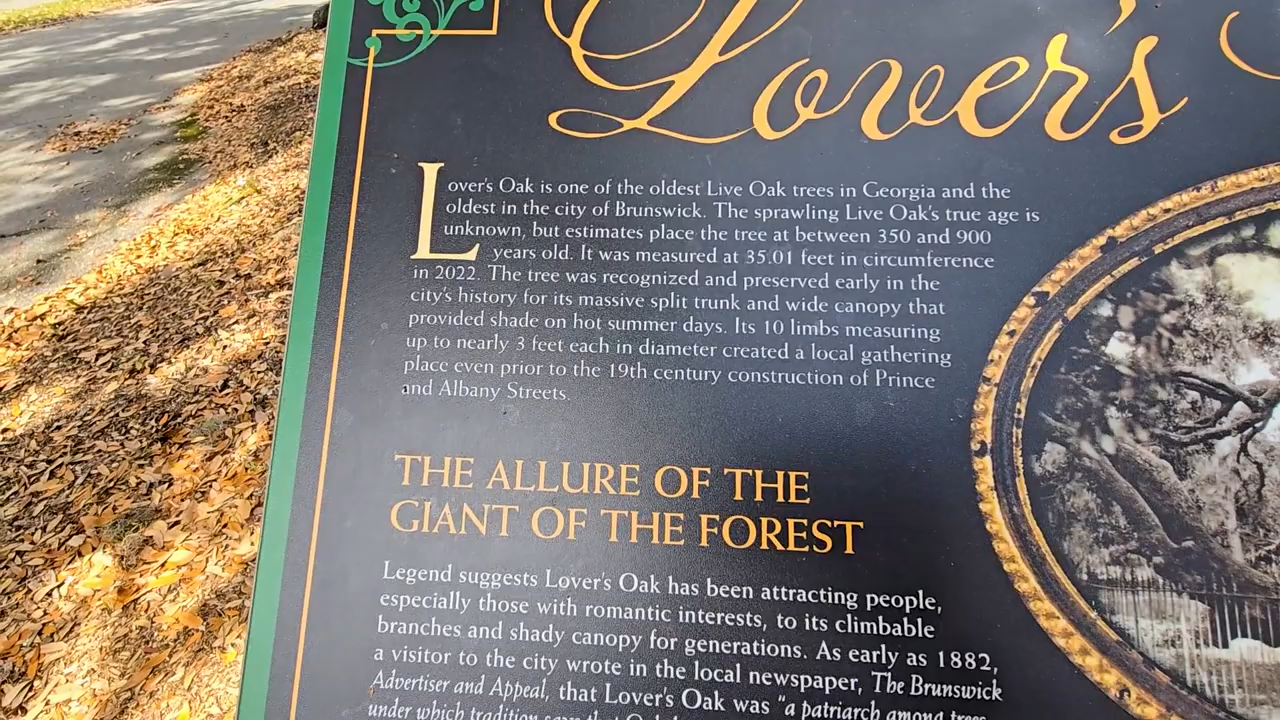 Lover's
Lover's Oak is one of the oldest Live Oak trees in Georgia and the
oldest in the city of Brunswick. The sprawling Live Oak's true age is
unknown, but estimates place the tree at between 350 and 900
years old. It was measured at 35.01 feet in circumference
in 2022. The tree was recognized and preserved early in the
city's history for its massive split trunk and wide canopy that
provided shade on hot summer days. Its 10 limbs measuring
up to nearly 3 feet each in diameter created a local gathering
place even prior to the 19th century construction of Prince
and Albany Streets.
THE ALLURE OF THE
GIANT OF THE FOREST
Legend suggests Lover's Oak has been attracting people,
especially those with romantic interests, to its climbable
branches and shady canopy for generations. As early as 1882,
a visitor to the city wrote in the local newspaper, The Brunswick
Advertiser and Appeal, that Lover's Oak was "a patriarch among trees
under which tradition says that